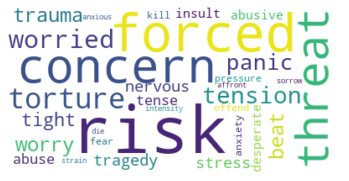 trauma
anxious
kill
insult
abusive
forced
threat
worried
concern
panic
pressure
affront
sorrow
nervous
torture
tension
tense
offend
tight
risk
intensity
anxiety
desperate
beat
die
worry
fear
abuse
tragedy
stress
strain